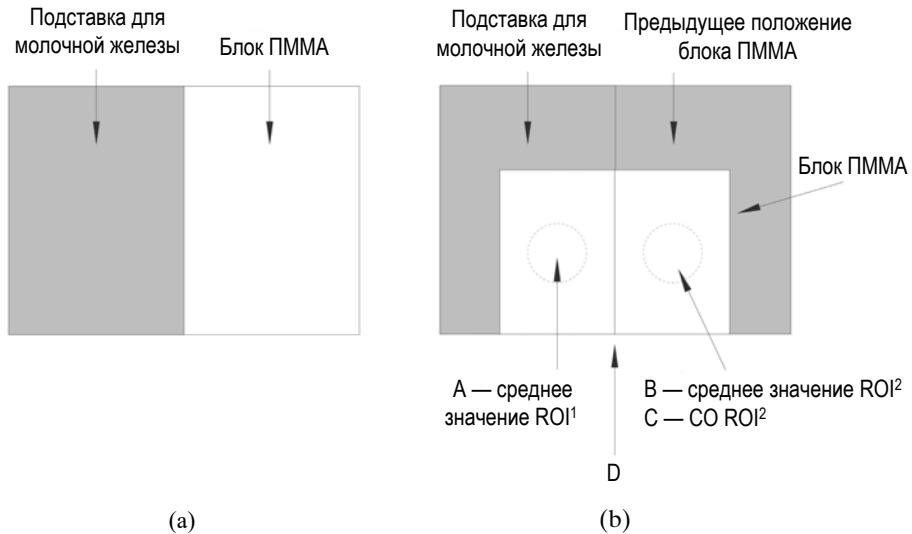 Подставка для
молочной железы
Блок ПММА
Подставка для
молочной железы
Предыдущее положение
блока ПММА
Блок ПММА
A — среднее
значение ROI¹
B — среднее значение ROI²
C — СО ROI²
D
(a)
(b)